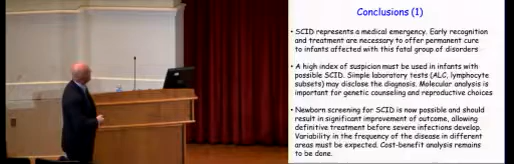 Conclusions (1)
• SCID represents a medical emergency. Early recognition
and treatment are necessary to offer permanent cure
to infants affected with this fatal group of disorders
• A high index of suspicion must be used in infants with
possible SCID. Simple laboratory tests (ALC, lymphocyte
subsets) may disclose the diagnosis. Molecular analysis is
important for genetic counseling and reproductive choices
• Newborn screening for SCID is now possible and should
result in significant improvement of outcome, allowing
definitive treatment before severe infections develop.
Variability in the frequency of the disease in different
areas must be expected. Cost-benefit analysis remains
to be done.